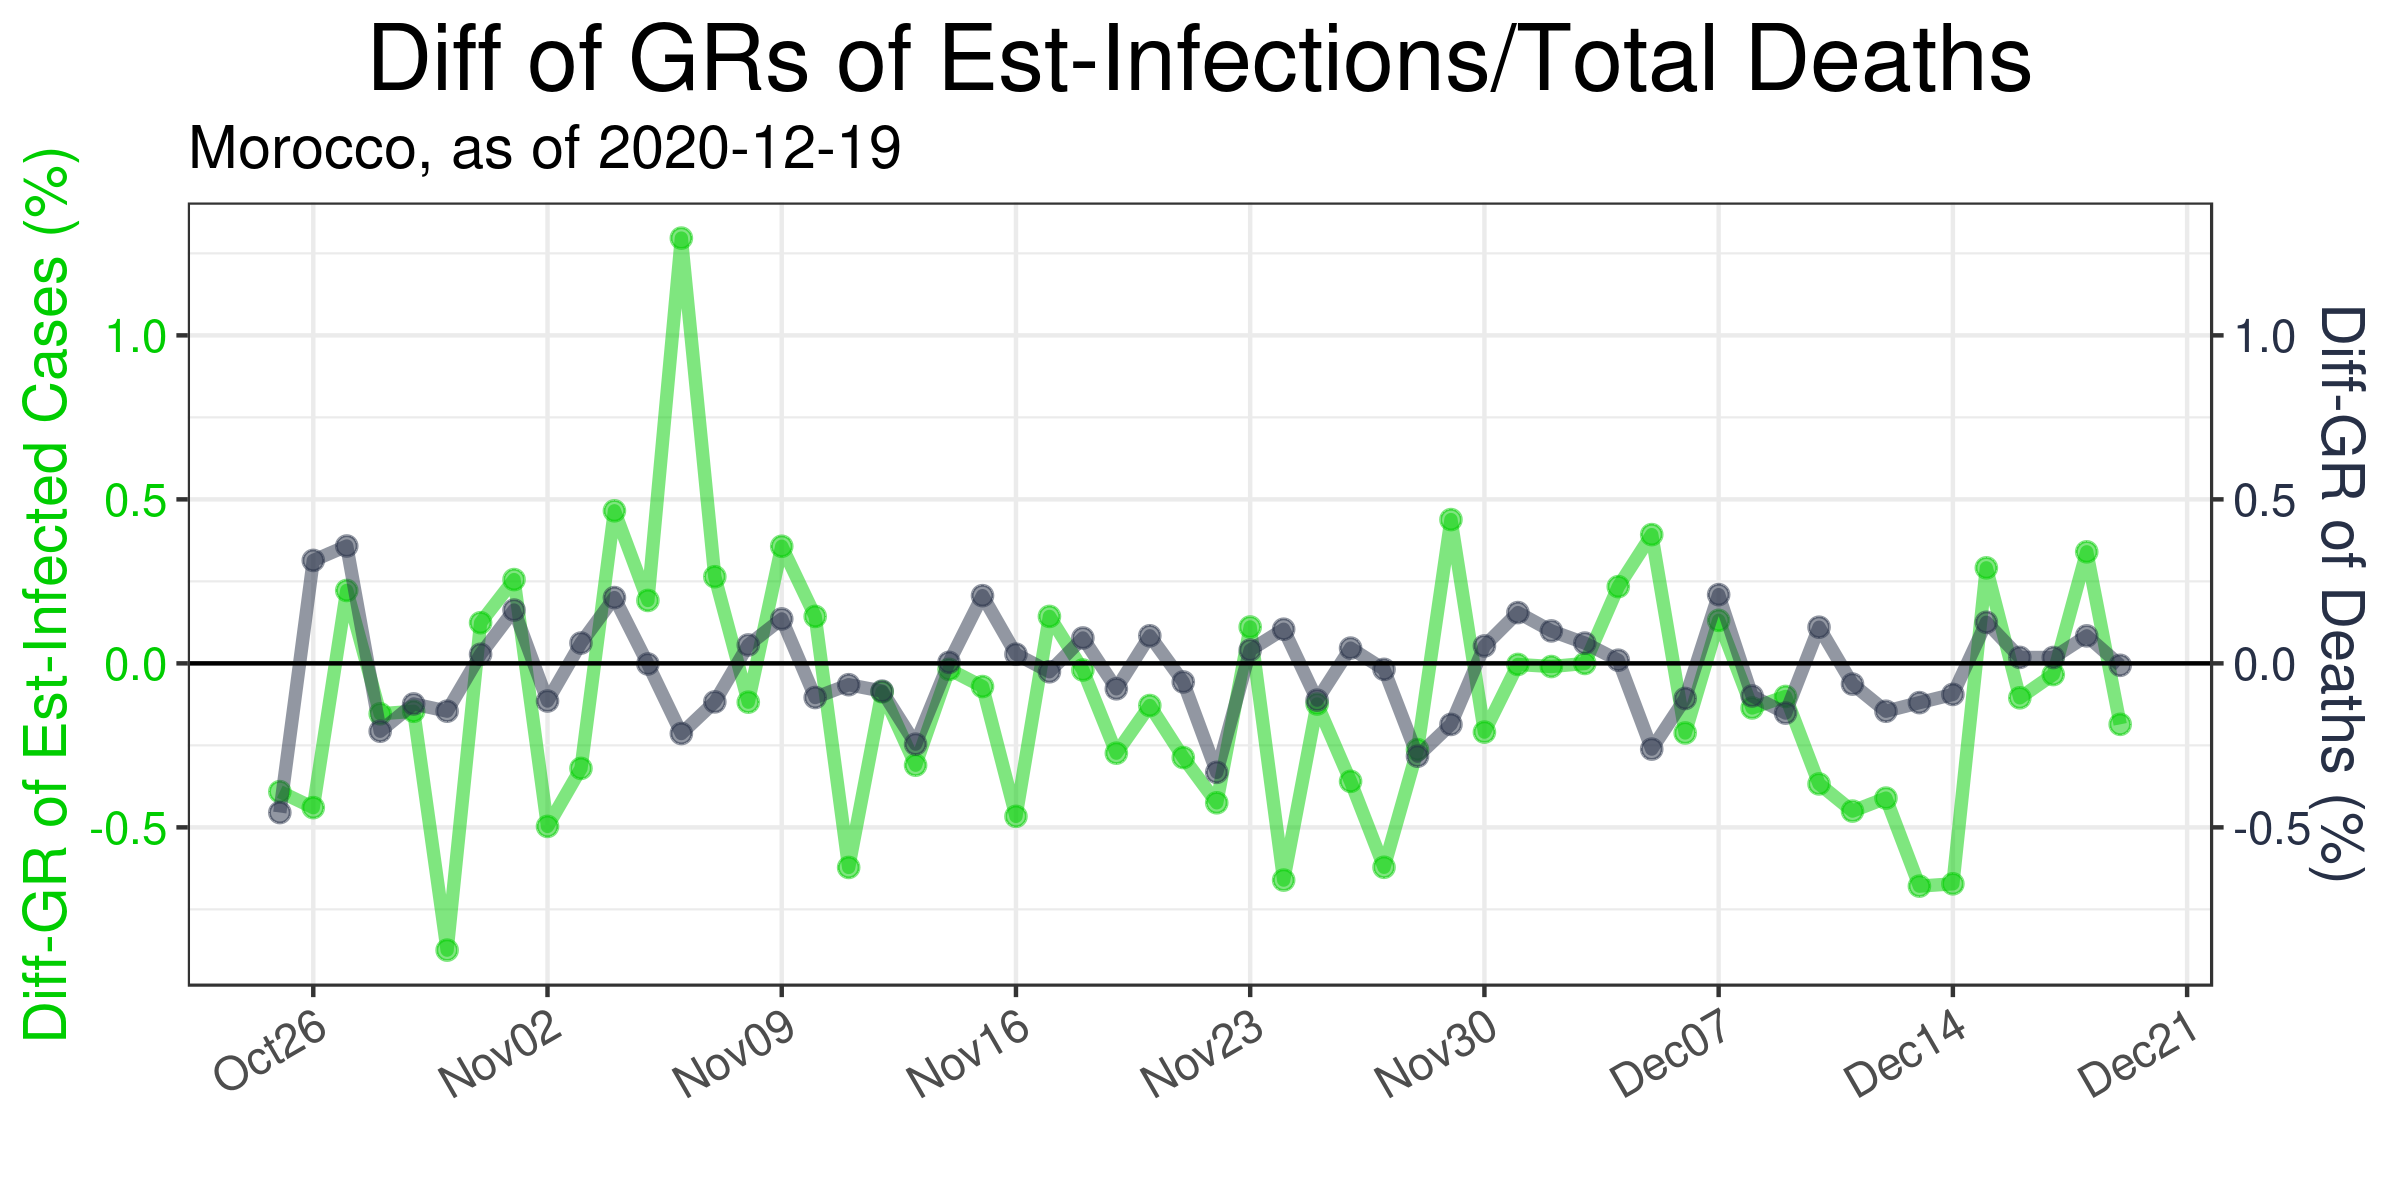 Diff of GRs of Est-Infections/Total Deaths
Morocco, as of 2020-12-19
Diff-GR of Est-Infected Cases (%)
1.0
0.5
0.0
-0.5
1.0
0.5
0.0
-0.5
Diff-GR of Deaths (%)
Oct26
Nov02
Nov09
Nov16
Nov23
Nov30
Dec07
Dec14
Dec21